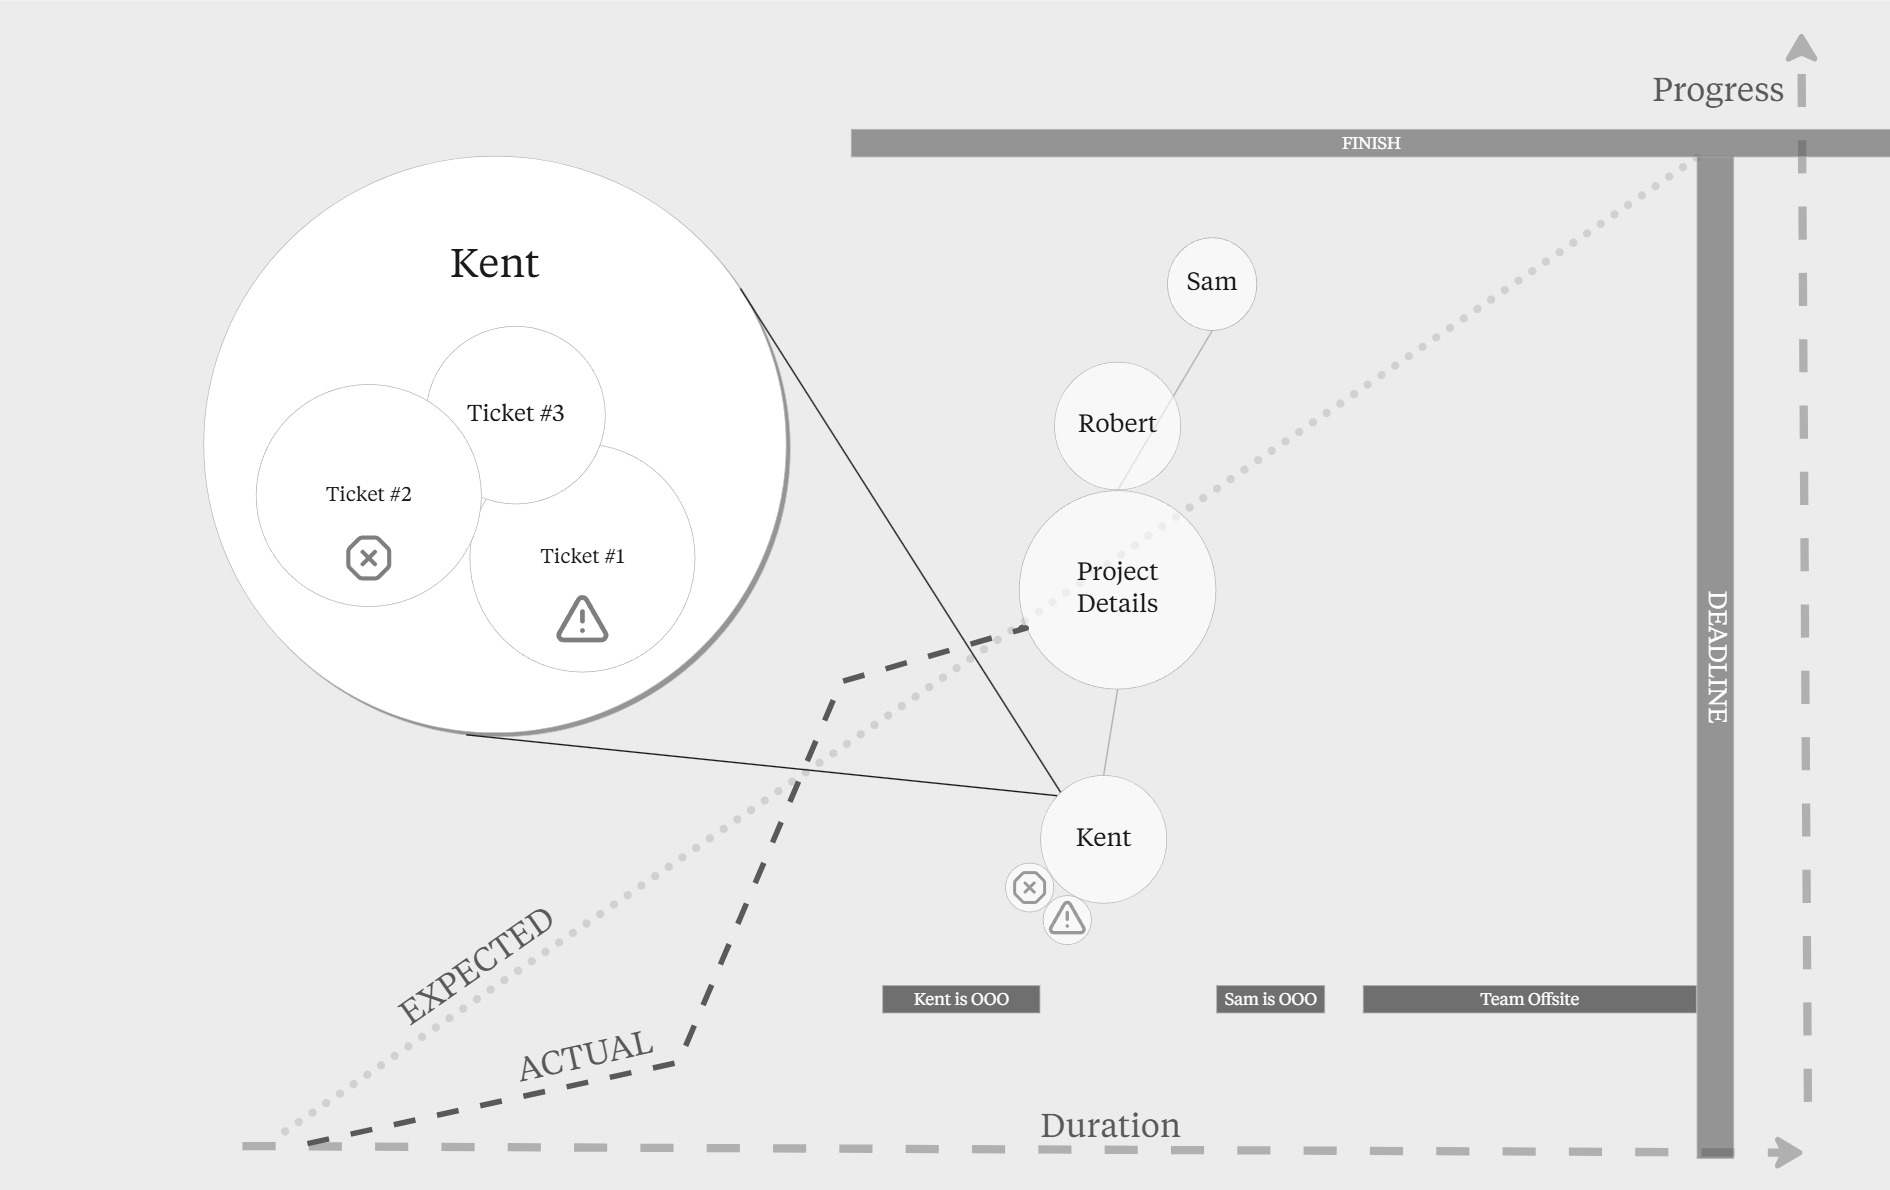 Progress
FINISH
Kent
Sam
Ticket #3
Robert
Ticket #2
Ticket #1
Project
Details
DEADLINE
Kent
EXPECTED
Kent is OOO
Sam is OOO
Team Offsite
ACTUAL
Duration